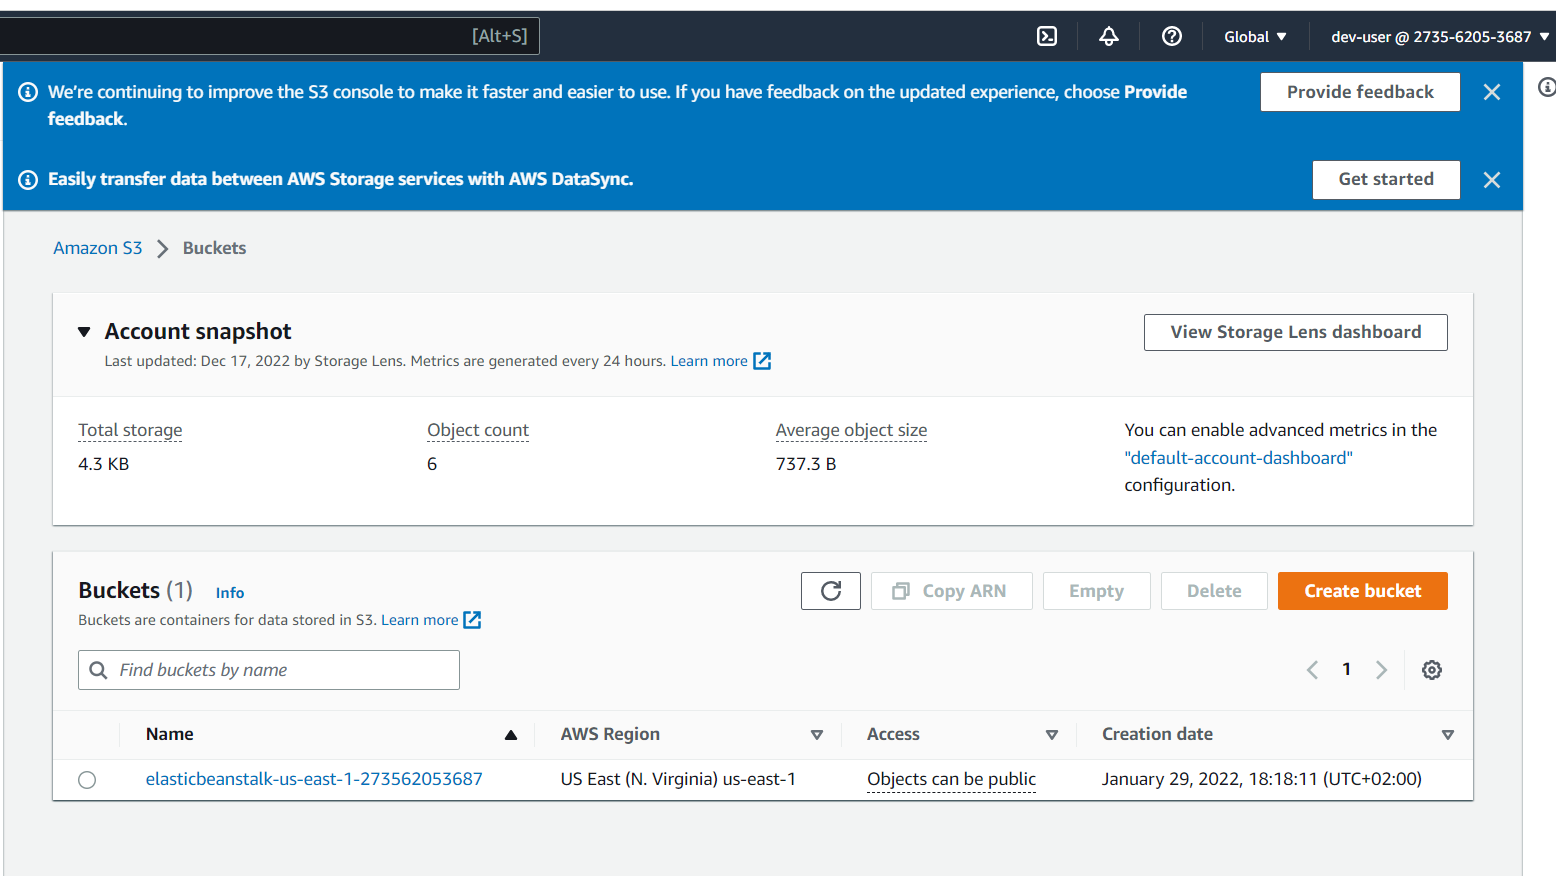 [Alt+S]
Global
dev-user @ 2735-6205-3687
We're continuing to improve the S3 console to make it faster and easier to use. If you have feedback on the updated experience, choose Provide
feedback.
Provide feedback
Easily transfer data between AWS Storage services with AWS DataSync.
Get started
Amazon S3
Buckets
Account snapshot
View Storage Lens dashboard
Last updated: Dec 17, 2022 by Storage Lens. Metrics are generated every 24 hours. Learn more
Total storage
4.3 KB
Object count
6
Average object size
737.3 B
You can enable advanced metrics in the
"default-account-dashboard"
configuration.
Buckets (1)
Info
Copy ARN
Empty
Delete
Create bucket
Buckets are containers for data stored in S3. Learn more
Find buckets by name
1
Name
AWS Region
Access
Creation date
elasticbeanstalk-us-east-1-273562053687
US East (N. Virginia) us-east-1
Objects can be public
January 29, 2022, 18:18:11 (UTC+02:00)